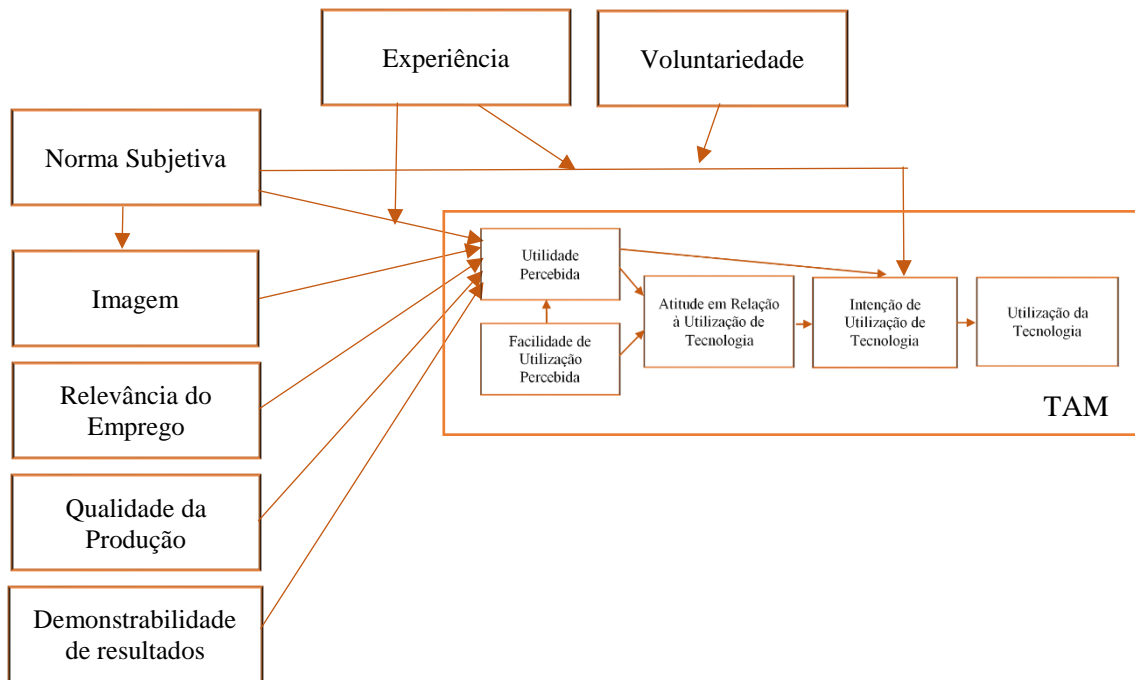 Experiência
Voluntariedade
Norma Subjetiva
Imagem
Relevância do
Emprego
Qualidade da
Produção
Demonstrabilidade
de resultados
Utilidade
Percebida
Facilidade de
Utilização
Percebida
Atitude em Relação
à Utilização de
Tecnologia
Intenção de
Utilização de
Tecnologia
Utilização da
Tecnologia
TAM